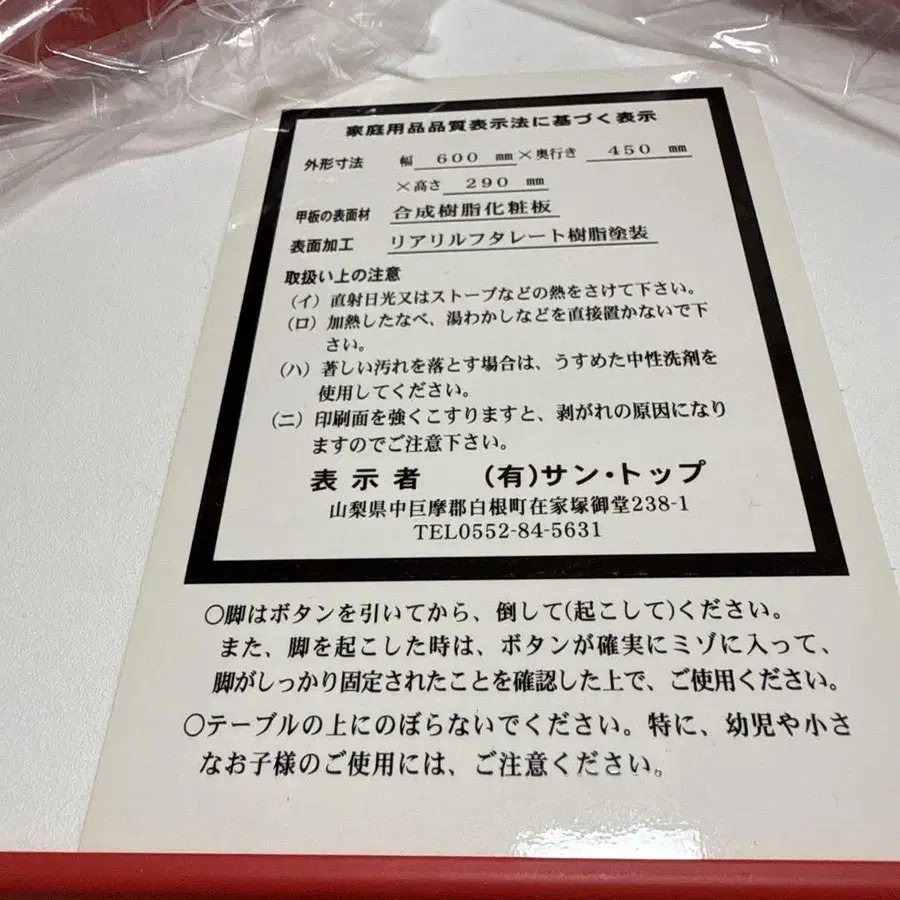 家庭用品品質表示法に基づく表示
外形寸法 幅 600 mm×奥行き 450 mm
×高さ 290 mm
甲板の表面材 合成樹脂化粧板
表面加工 リアリルフタレート樹脂塗装
取扱い上の注意
(イ) 直射日光又はストーブなどの熱をさけて下さい。
(ロ) 加熱したなべ、湯わかしなどを直接置かないで下
さい。
(ハ) 著しい汚れを落とす場合は、うすめた中性洗剤を
使用してください。
(ニ) 印刷面を強くこすりますと、剥がれの原因になり
ますのでご注意下さい。
表示者 (有)サン・トップ
山梨県中巨摩郡白根町在家塚御堂238-1
TEL0552-84-5631
○脚はボタンを引いてから、倒して(起こして)ください。
また、脚を起こした時は、ボタンが確実にミゾに入って、
脚がしっかり固定されたことを確認した上で、ご使用ください。
○テーブルの上にのぼらないでください。特に、幼児や小さ
なお子様のご使用には、ご注意ください。